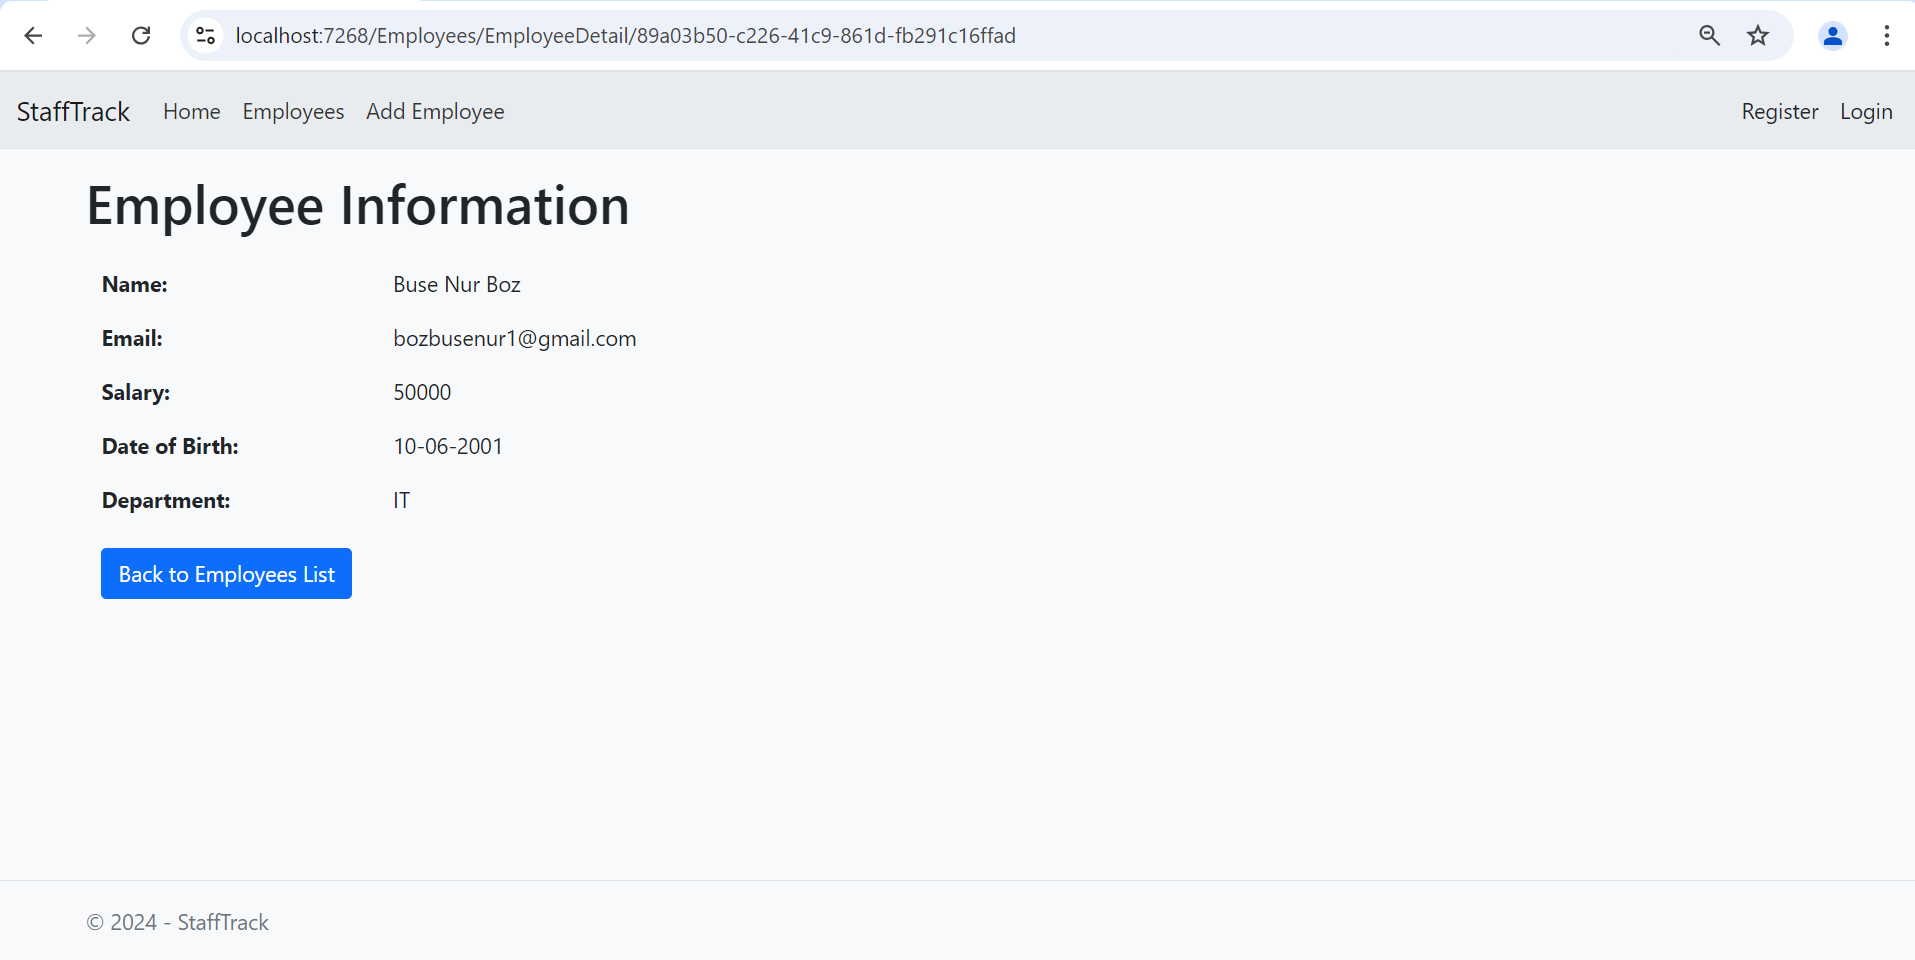 localhost:7268/Employees/EmployeeDetail/89a03b50-c226-41c9-861d-fb291c16ffad
StaffTrack Home Employees Add Employee Register Login
Employee Information
Name: Buse Nur Boz
Email: bozbusenur1@gmail.com
Salary: 50000
Date of Birth: 10-06-2001
Department: IT
Back to Employees List
© 2024 - StaffTrack